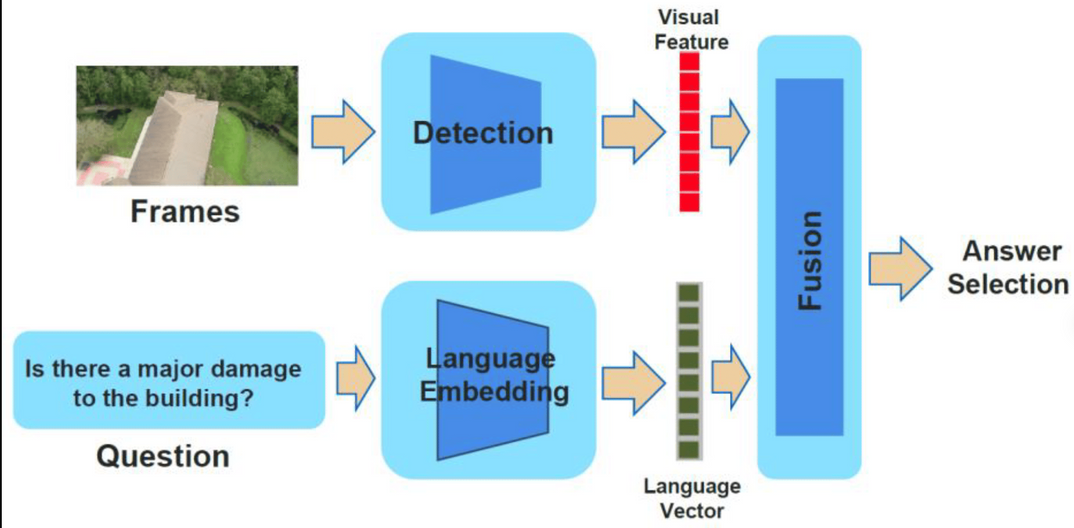 Visual
Feature
Detection
Frames
Fusion
Answer
Selection
Is there a major damage
to the building?
Question
Language
Embedding
Language
Vector